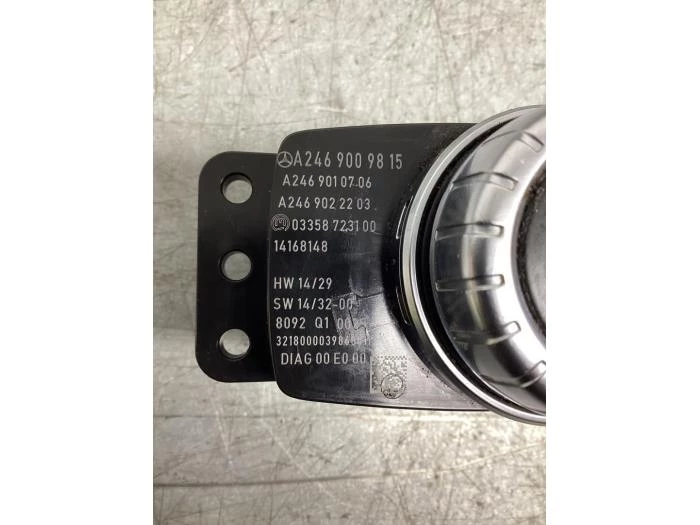 A246 900 98 15
A246 901 07 06
A246 902 22 03
03358 7231 00
14168148
HW 14/29
SW 14/32-00
8092 Q1
DIAG 00 E0 00